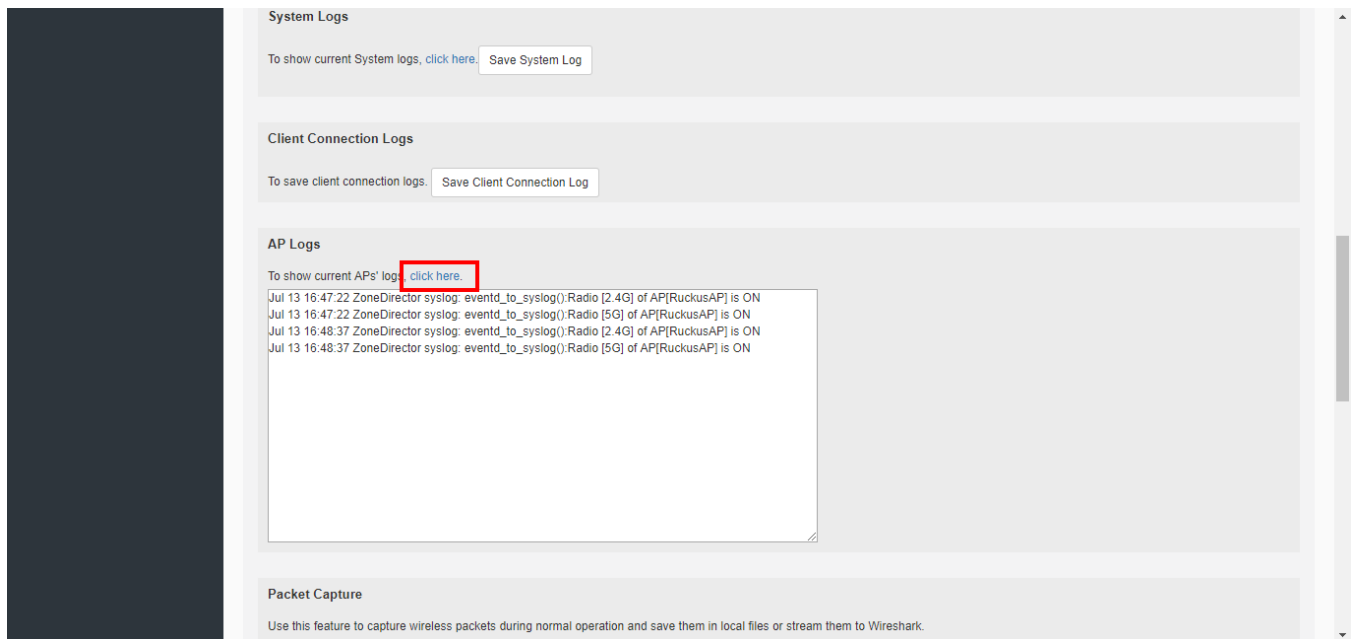 System Logs
To show current System logs, click here. Save System Log
Client Connection Logs
To save client connection logs. Save Client Connection Log
AP Logs
To show current APs' logs, click here.
Jul 13 16:47:22 ZoneDirector syslog: eventd_to_syslog():Radio [2.4G] of AP[RuckusAP] is ON
Jul 13 16:47:22 ZoneDirector syslog: eventd_to_syslog():Radio [5G] of AP[RuckusAP] is ON
Jul 13 16:48:37 ZoneDirector syslog: eventd_to_syslog():Radio [2.4G] of AP[RuckusAP] is ON
Jul 13 16:48:37 ZoneDirector syslog: eventd_to_syslog():Radio [5G] of AP[RuckusAP] is ON
Packet Capture
Use this feature to capture wireless packets during normal operation and save them in local files or stream them to Wireshark.